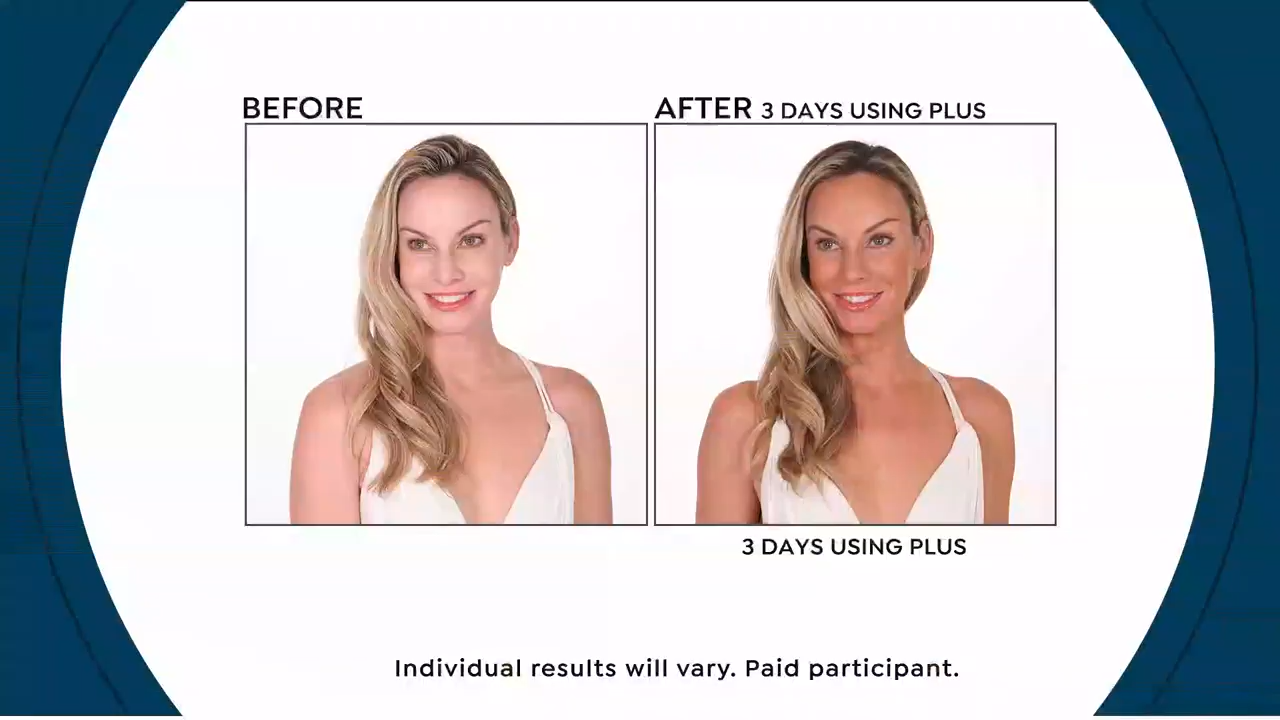 BEFORE
AFTER 3 DAYS USING PLUS
3 DAYS USING PLUS
Individual results will vary. Paid participant.